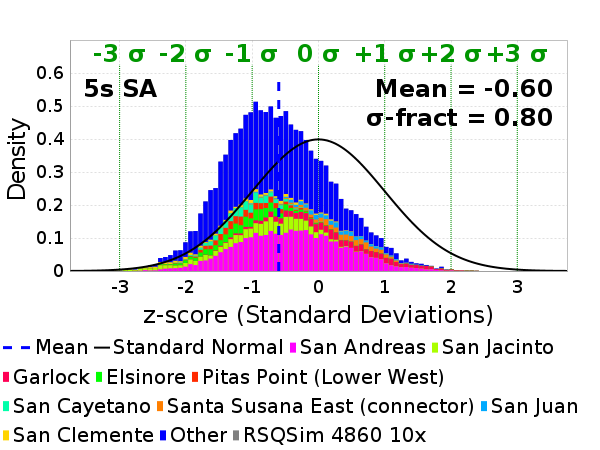 -3 σ -2 σ -1 σ 0 σ +1 σ +2 σ +3 σ
5s SA
Mean = -0.60
σ-fract = 0.80
Density
0.6
0.5
0.4
0.3
0.2
0.1
0
-3 -2 -1 0 1 2 3
z-score (Standard Deviations)
Mean Standard Normal San Andreas San Jacinto
Garlock Elsinore Pitas Point (Lower West)
San Cayetano Santa Susana East (connector) San Juan
San Clemente Other RSQSim 4860 10x